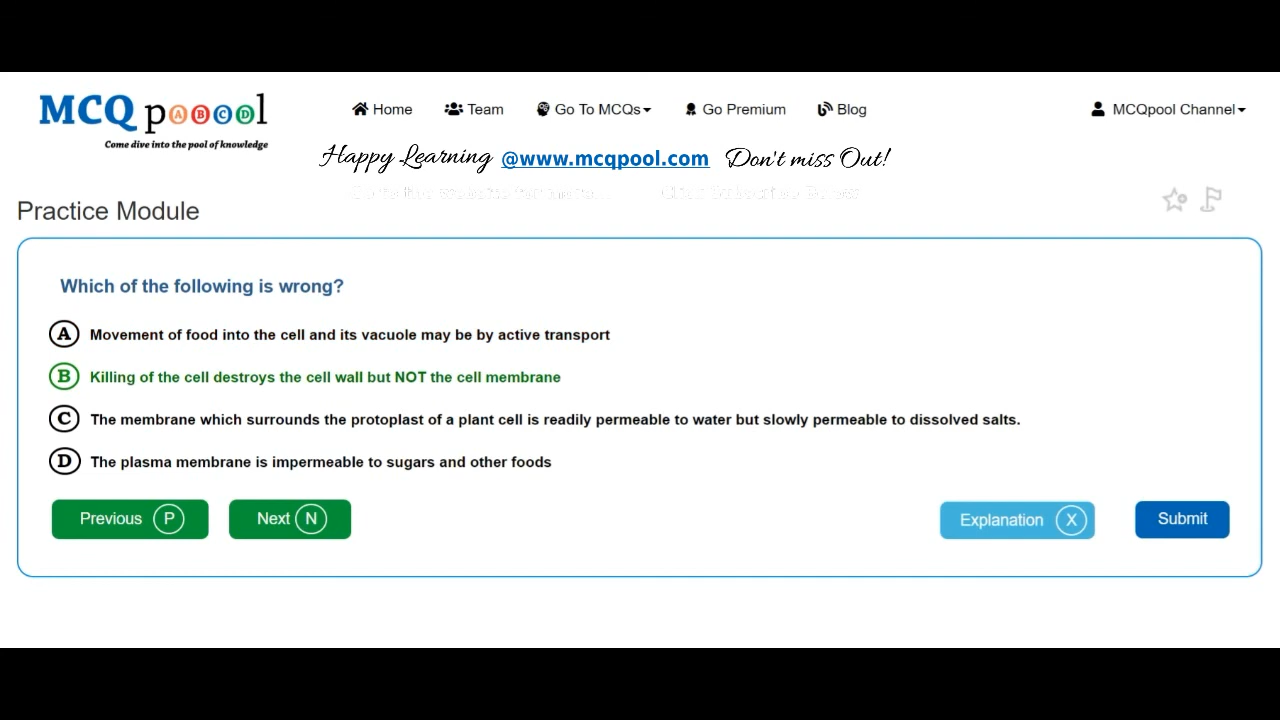 MCQ pABCDl
Come dive into the pool of knowledge
Home Team Go To MCQs Go Premium Blog MCQpool Channel
Happy Learning @www.mcqpool.com Don't miss Out!
Practice Module
Which of the following is wrong?
A Movement of food into the cell and its vacuole may be by active transport
B Killing of the cell destroys the cell wall but NOT the cell membrane
C The membrane which surrounds the protoplast of a plant cell is readily permeable to water but slowly permeable to dissolved salts.
D The plasma membrane is impermeable to sugars and other foods
Previous P Next N Explanation X Submit